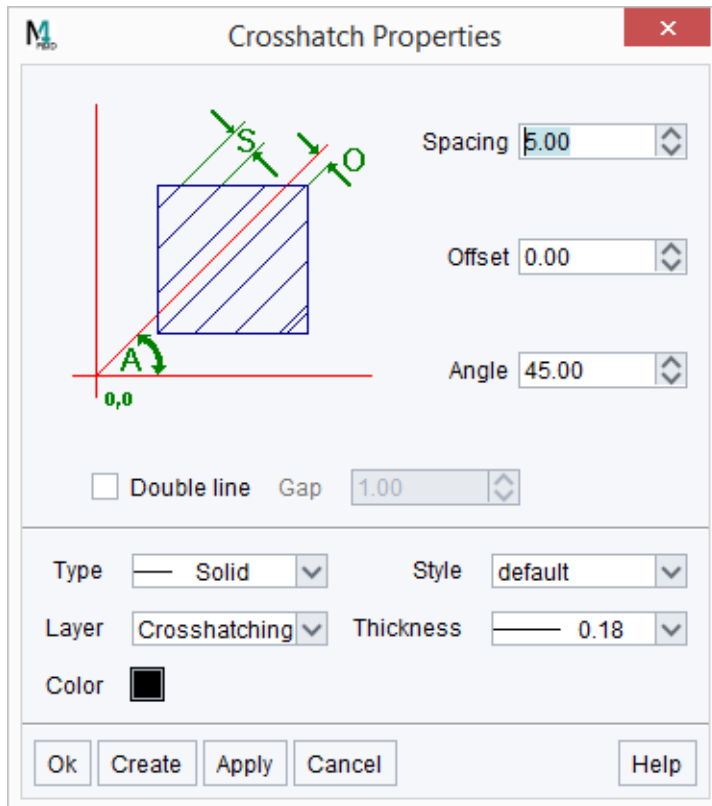 M4
Crosshatch Properties
S
O
Spacing 5.00
Offset 0.00
A
Angle 45.00
0,0
Double line Gap 1.00
Type Solid Style default
Layer Crosshatching Thickness 0.18
Color
Ok Create Apply Cancel Help